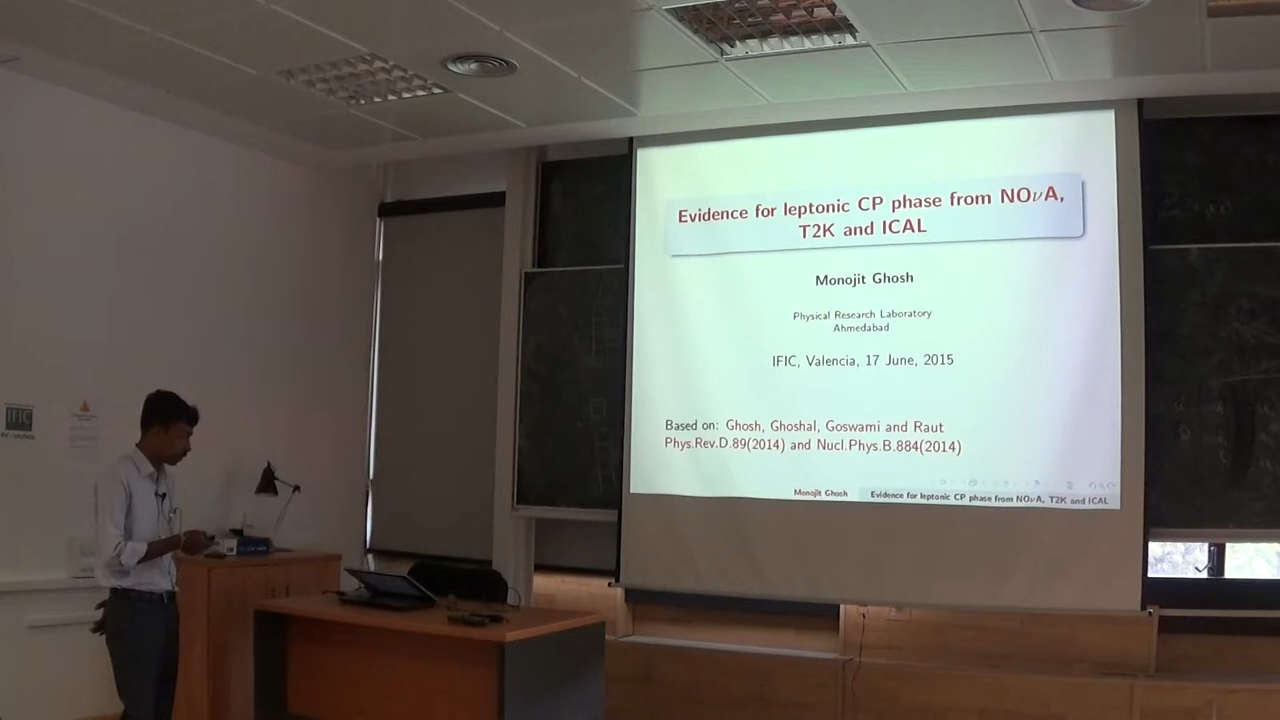 Evidence for leptonic CP phase from NOνA,
T2K and ICAL
Monojit Ghosh
Physical Research Laboratory
Ahmedabad
IFIC, Valencia, 17 June, 2015
Based on: Ghosh, Ghoshal, Goswami and Raut
Phys.Rev.D.89(2014) and Nucl.Phys.B.884(2014)
Monojit Ghosh Evidence for leptonic CP phase from NOνA, T2K and ICAL
IFIC